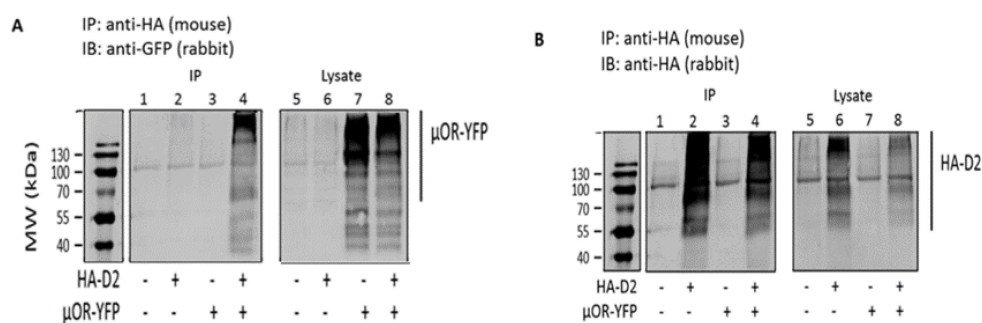 A
IP: anti-HA (mouse)
IB: anti-GFP (rabbit)
IP Lysate
1 2 3 4 5 6 7 8
μOR-YFP
MW (kDa)
130
100
70
55
40
HA-D2 - + - + - + - +
μOR-YFP - - + + - - + +
B
IP: anti-HA (mouse)
IB: anti-HA (rabbit)
IP Lysate
1 2 3 4 5 6 7 8
HA-D2
130
100
70
55
40
HA-D2 - + - + - + - +
μOR-YFP - - + + - - + +